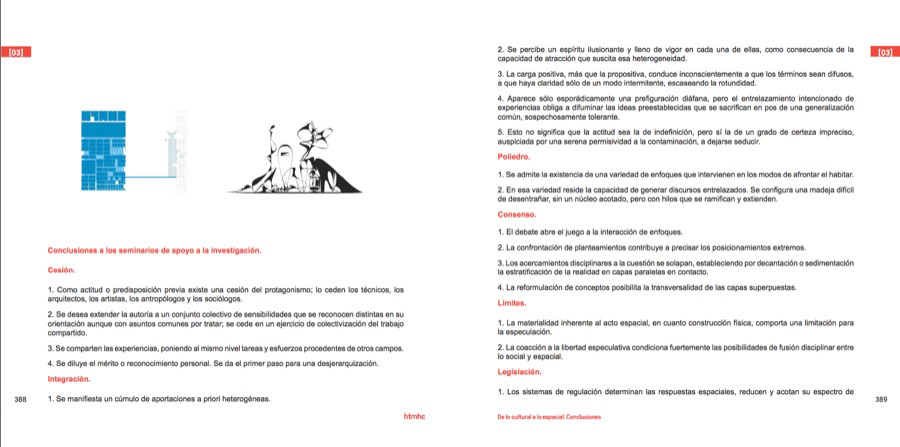 [03]
Conclusiones a los seminarios de apoyo a la investigación.
Cesión.
1. Como actitud o predisposición previa existe una cesión del protagonismo; lo ceden los técnicos, los
arquitectos, los artistas, los antropólogos y los sociólogos.
2. Se desea extender la autoría a un conjunto colectivo de sensibilidades que se reconocen distintas en su
orientación aunque con asuntos comunes por tratar; se cede en un ejercicio de colectivización del trabajo
compartido.
3. Se comparten las experiencias, poniendo al mismo nivel tareas y esfuerzos procedentes de otros campos.
4. Se diluye el mérito o reconocimiento personal. Se da el primer paso para una desjerarquización.
Integración.
1. Se manifiesta un cúmulo de aportaciones a priori heterogéneas.
388
htmhc
[03]
2. Se percibe un espíritu ilusionante y lleno de vigor en cada una de ellas, como consecuencia de la
capacidad de atracción que suscita esa heterogeneidad.
3. La carga positiva, más que la propositiva, conduce inconscientemente a que los términos sean difusos,
a que haya claridad sólo de un modo intermitente, escaseando la rotundidad.
4. Aparece sólo esporádicamente una prefiguración diáfana, pero el entrelazamiento intencionado de
experiencias obliga a difuminar las ideas preestablecidas que se sacrifican en pos de una generalización
común, sospechosamente tolerante.
5. Esto no significa que la actitud sea la de indefinición, pero sí la de un grado de certeza impreciso,
auspiciada por una serena permisividad a la contaminación, a dejarse seducir.
Poliedro.
1. Se admite la existencia de una variedad de enfoques que intervienen en los modos de afrontar el habitar.
2. En esa variedad reside la capacidad de generar discursos entrelazados. Se configura una madeja difícil
de desentrañar, sin un núcleo acotado, pero con hilos que se ramifican y extienden.
Consenso.
1. El debate abre el juego a la interacción de enfoques.
2. La confrontación de planteamientos contribuye a precisar los posicionamientos extremos.
3. Los acercamientos disciplinares a la cuestión se solapan, estableciendo por decantación o sedimentación
la estratificación de la realidad en capas paralelas en contacto.
4. La reformulación de conceptos posibilita la transversalidad de las capas superpuestas.
Límites.
1. La materialidad inherente al acto espacial, en cuanto construcción física, comporta una limitación para
la especulación.
2. La coacción a la libertad especulativa condiciona fuertemente las posibilidades de fusión disciplinar entre
lo social y espacial.
Legislación.
1. Los sistemas de regulación determinan las respuestas espaciales, reducen y acotan su espectro de
389
De lo cultural a lo espacial. Conclusiones